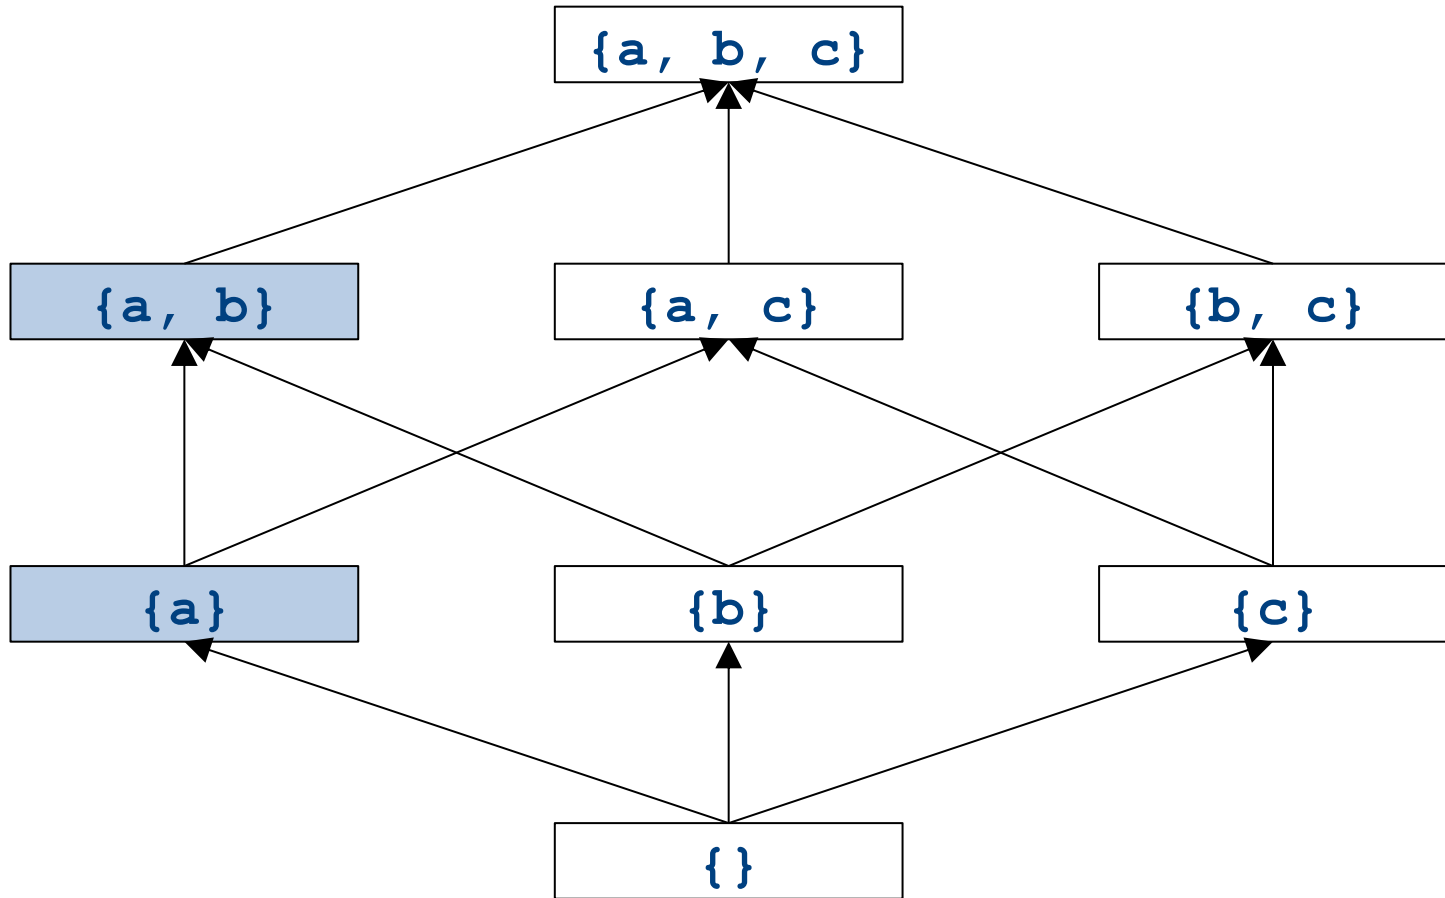 {a, b, c}
{a, b}
{a, c}
{b, c}
{a}
{b}
{c}
{}